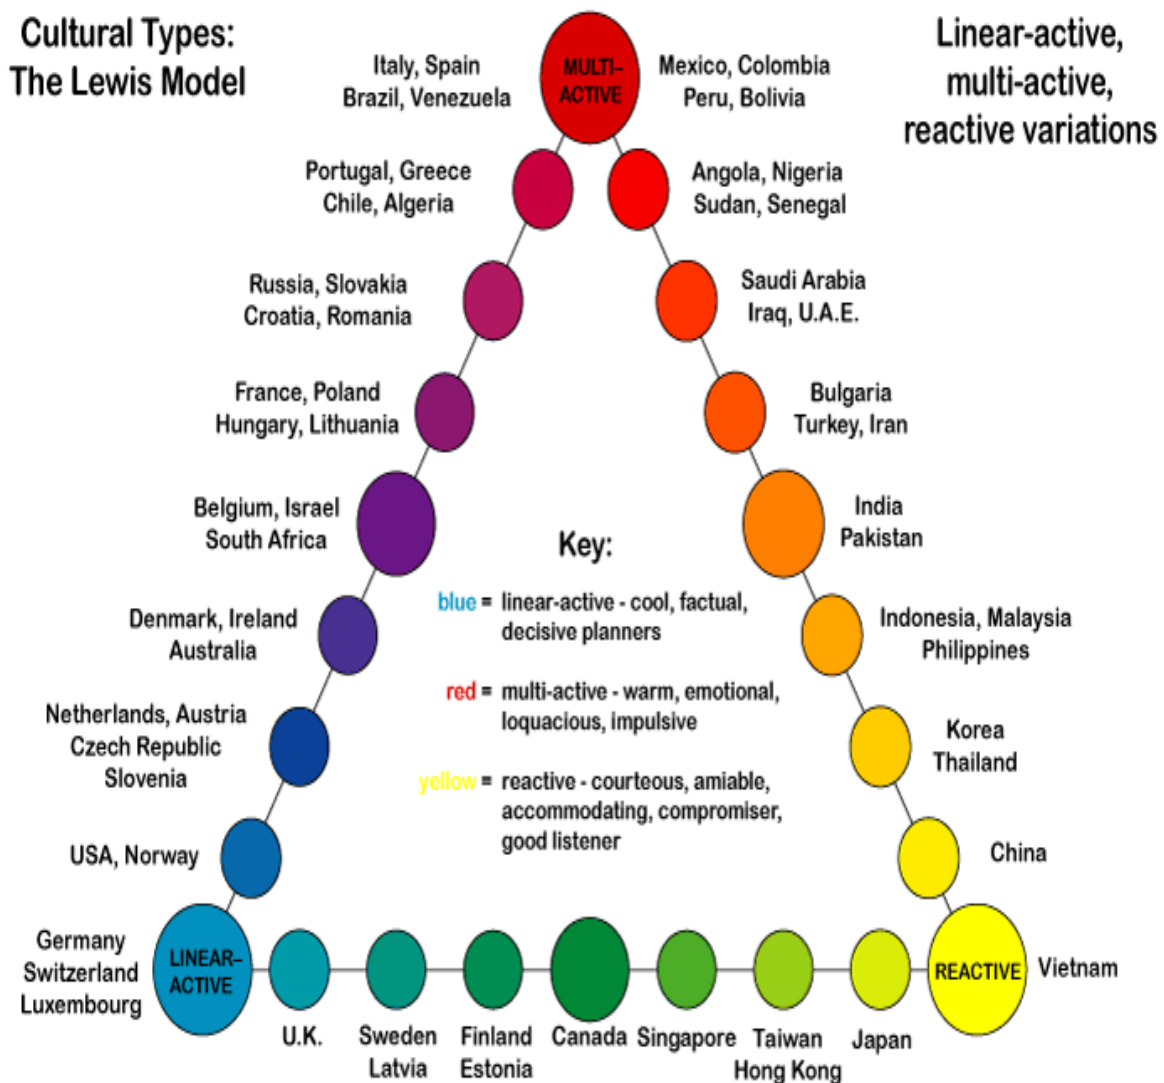 Cultural Types:
The Lewis Model
Linear-active,
multi-active,
reactive variations
MULTI–
ACTIVE
Italy, Spain
Brazil, Venezuela
Mexico, Colombia
Peru, Bolivia
Portugal, Greece
Chile, Algeria
Angola, Nigeria
Sudan, Senegal
Russia, Slovakia
Croatia, Romania
Saudi Arabia
Iraq, U.A.E.
France, Poland
Hungary, Lithuania
Bulgaria
Turkey, Iran
Belgium, Israel
South Africa
India
Pakistan
Denmark, Ireland
Australia
Indonesia, Malaysia
Philippines
Netherlands, Austria
Czech Republic
Slovenia
Korea
Thailand
USA, Norway
China
Key:
blue = linear-active - cool, factual,
decisive planners
red = multi-active - warm, emotional,
loquacious, impulsive
yellow = reactive - courteous, amiable,
accommodating, compromiser,
good listener
Germany
Switzerland
Luxembourg
LINEAR–
ACTIVE
REACTIVE
Vietnam
U.K.
Sweden
Latvia
Finland
Estonia
Canada
Singapore
Taiwan
Hong Kong
Japan